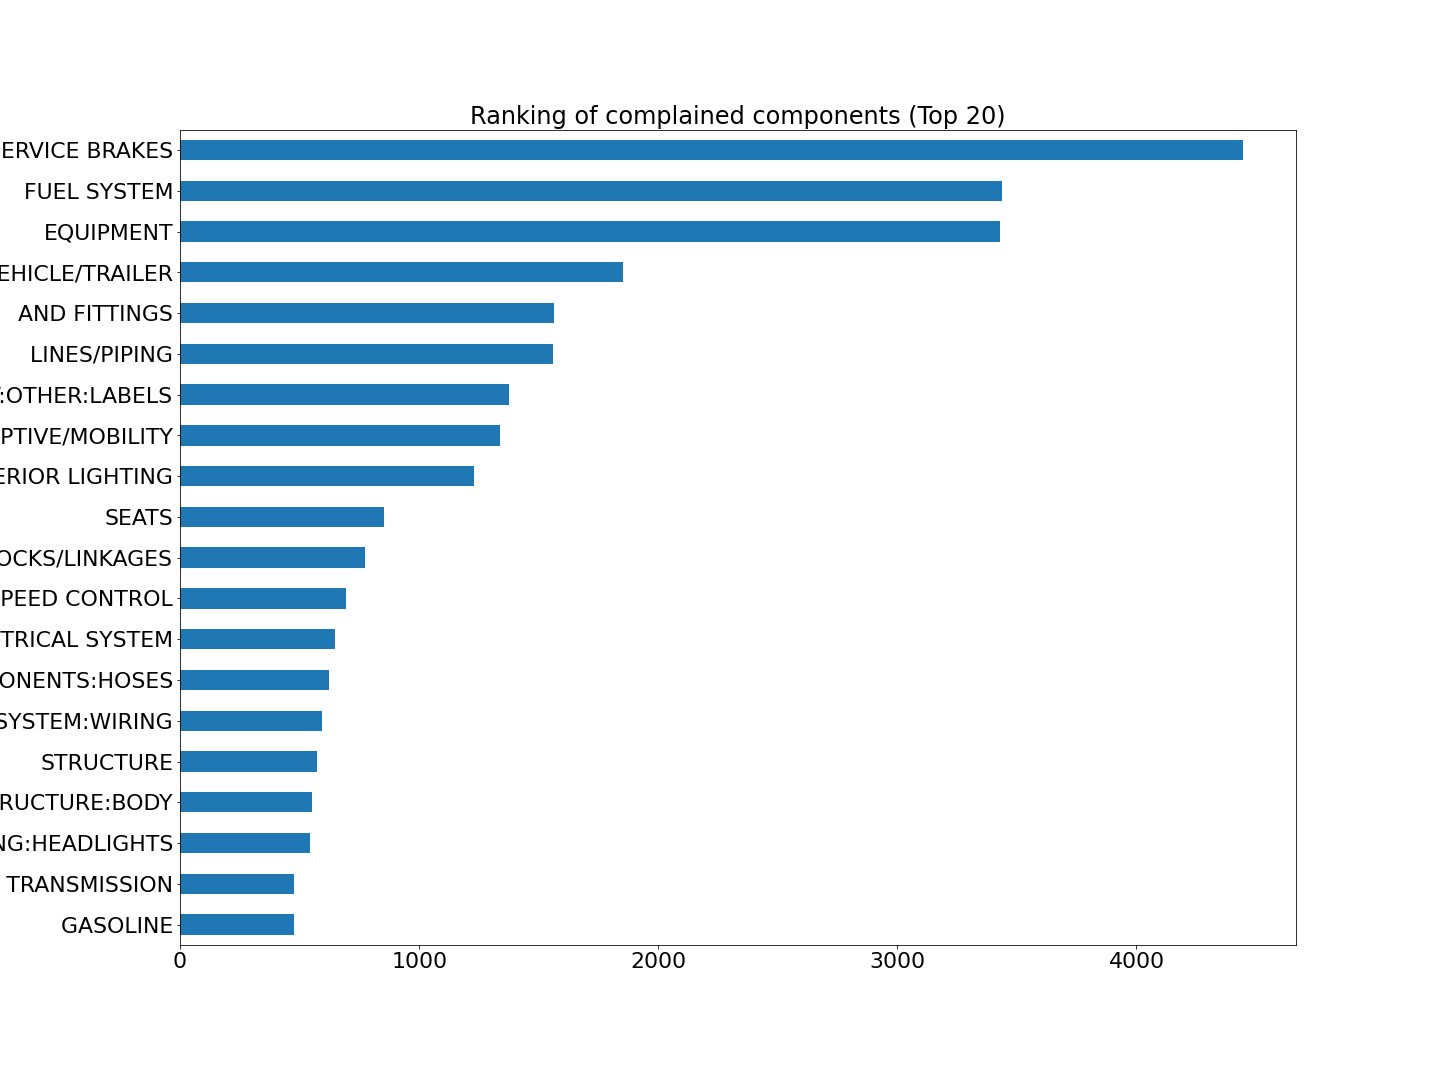 Ranking of complained components (Top 20)
ERVICE BRAKES
FUEL SYSTEM
EQUIPMENT
EHICLE/TRAILER
AND FITTINGS
LINES/PIPING
:OTHER:LABELS
PTIVE/MOBILITY
ERIOR LIGHTING
SEATS
OCKS/LINKAGES
PEED CONTROL
TRICAL SYSTEM
ONENTS:HOSES
SYSTEM:WIRING
STRUCTURE
RUCTURE:BODY
NG:HEADLIGHTS
TRANSMISSION
GASOLINE
0 1000 2000 3000 4000